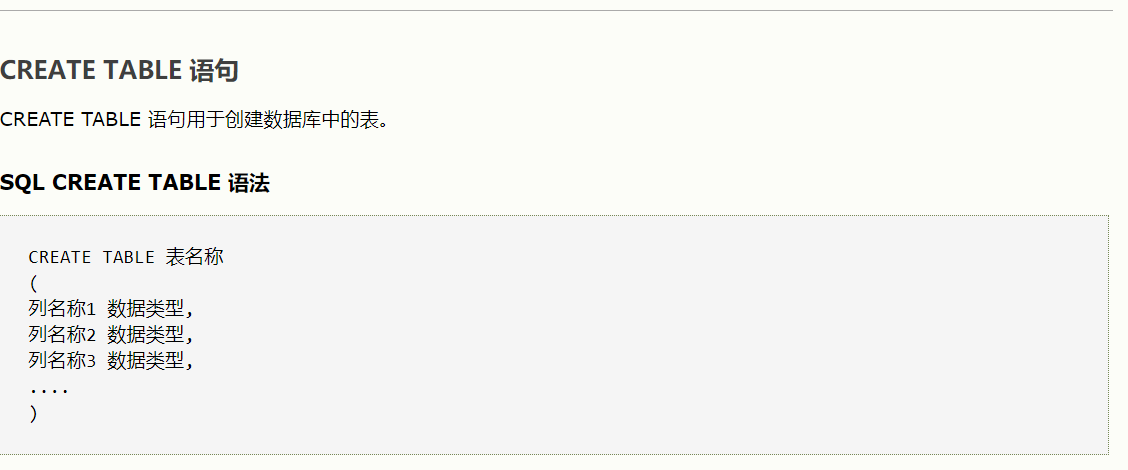 CREATE TABLE 语句
CREATE TABLE 语句用于创建数据库中的表。
SQL CREATE TABLE 语法
CREATE TABLE 表名称
(
列名称1 数据类型,
列名称2 数据类型,
列名称3 数据类型,
....
)